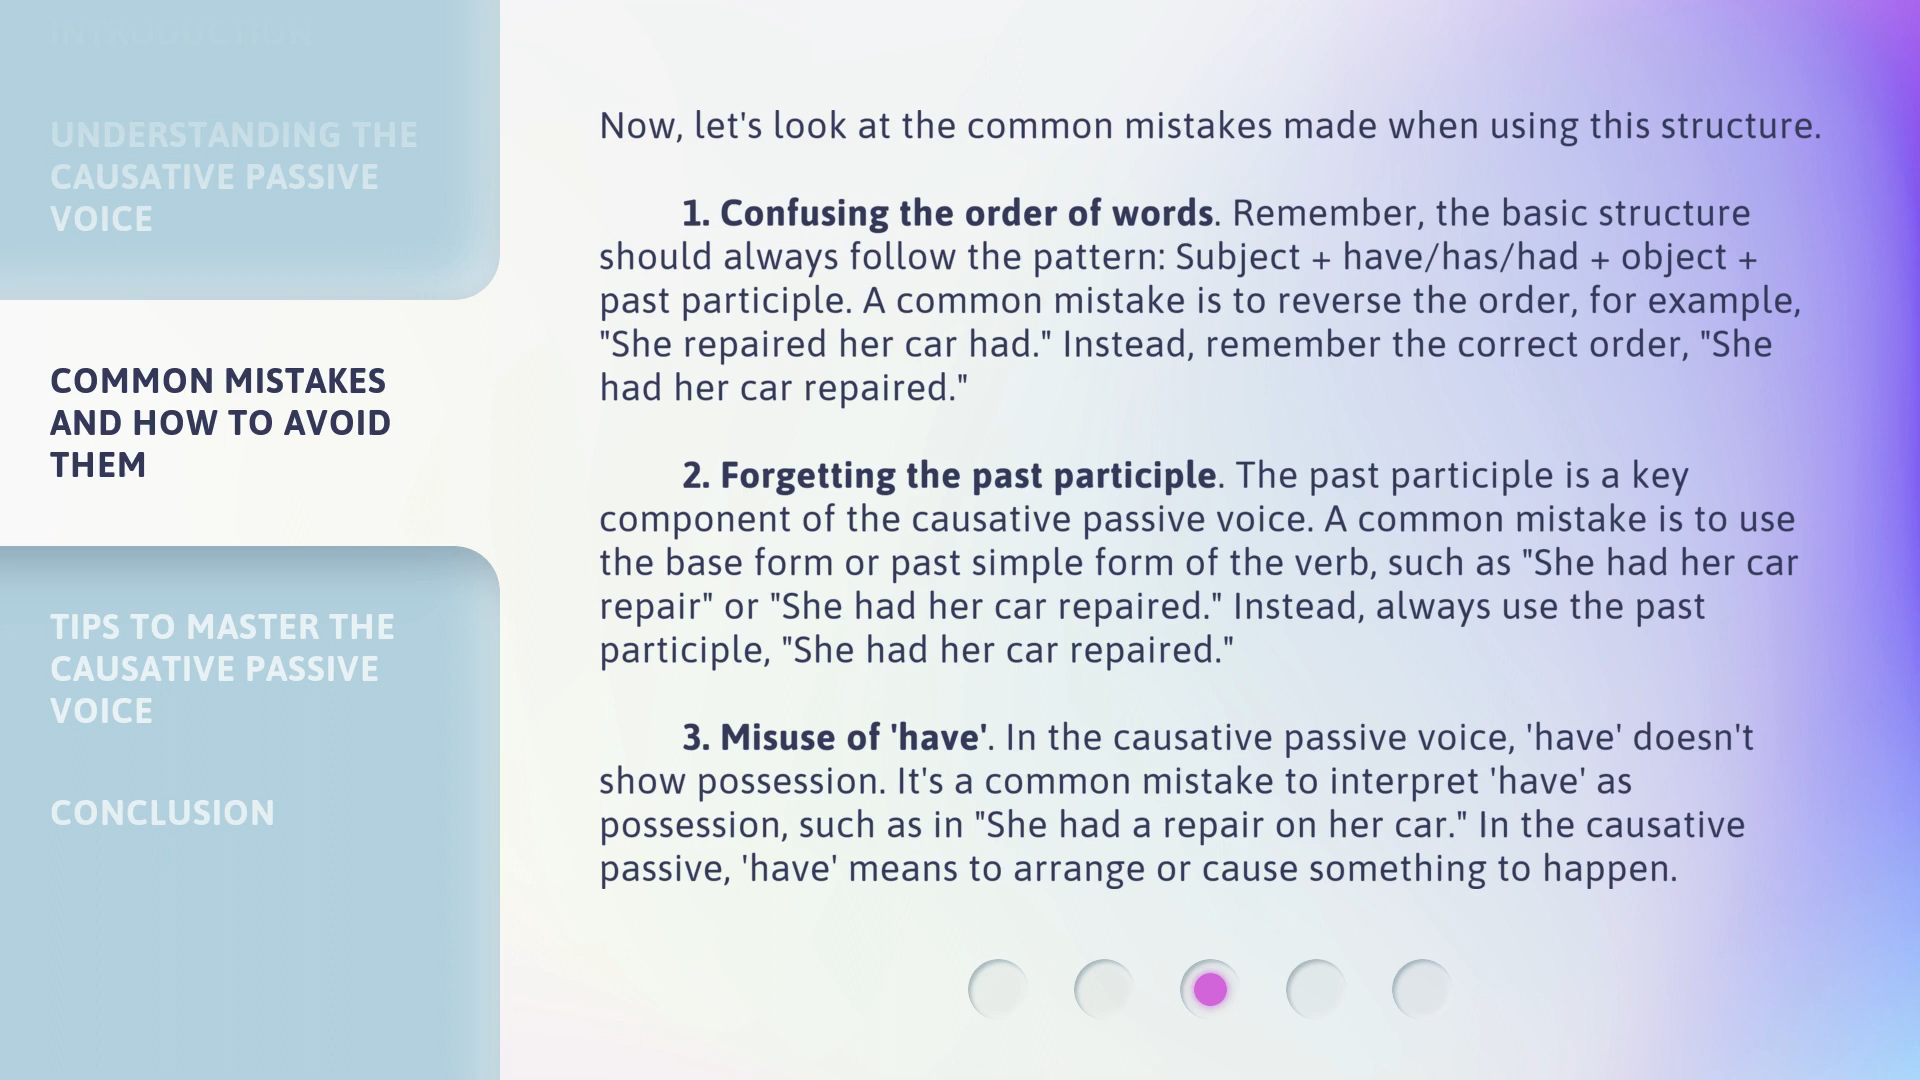 INTRODUCTION
UNDERSTANDING THE
CAUSATIVE PASSIVE
VOICE
COMMON MISTAKES
AND HOW TO AVOID
THEM
TIPS TO MASTER THE
CAUSATIVE PASSIVE
VOICE
CONCLUSION
Now, let's look at the common mistakes made when using this structure.
1. Confusing the order of words. Remember, the basic structure
should always follow the pattern: Subject + have/has/had + object +
past participle. A common mistake is to reverse the order, for example,
"She repaired her car had." Instead, remember the correct order, "She
had her car repaired."
2. Forgetting the past participle. The past participle is a key
component of the causative passive voice. A common mistake is to use
the base form or past simple form of the verb, such as "She had her car
repair" or "She had her car repaired." Instead, always use the past
participle, "She had her car repaired."
3. Misuse of 'have'. In the causative passive voice, 'have' doesn't
show possession. It's a common mistake to interpret 'have' as
possession, such as in "She had a repair on her car." In the causative
passive, 'have' means to arrange or cause something to happen.